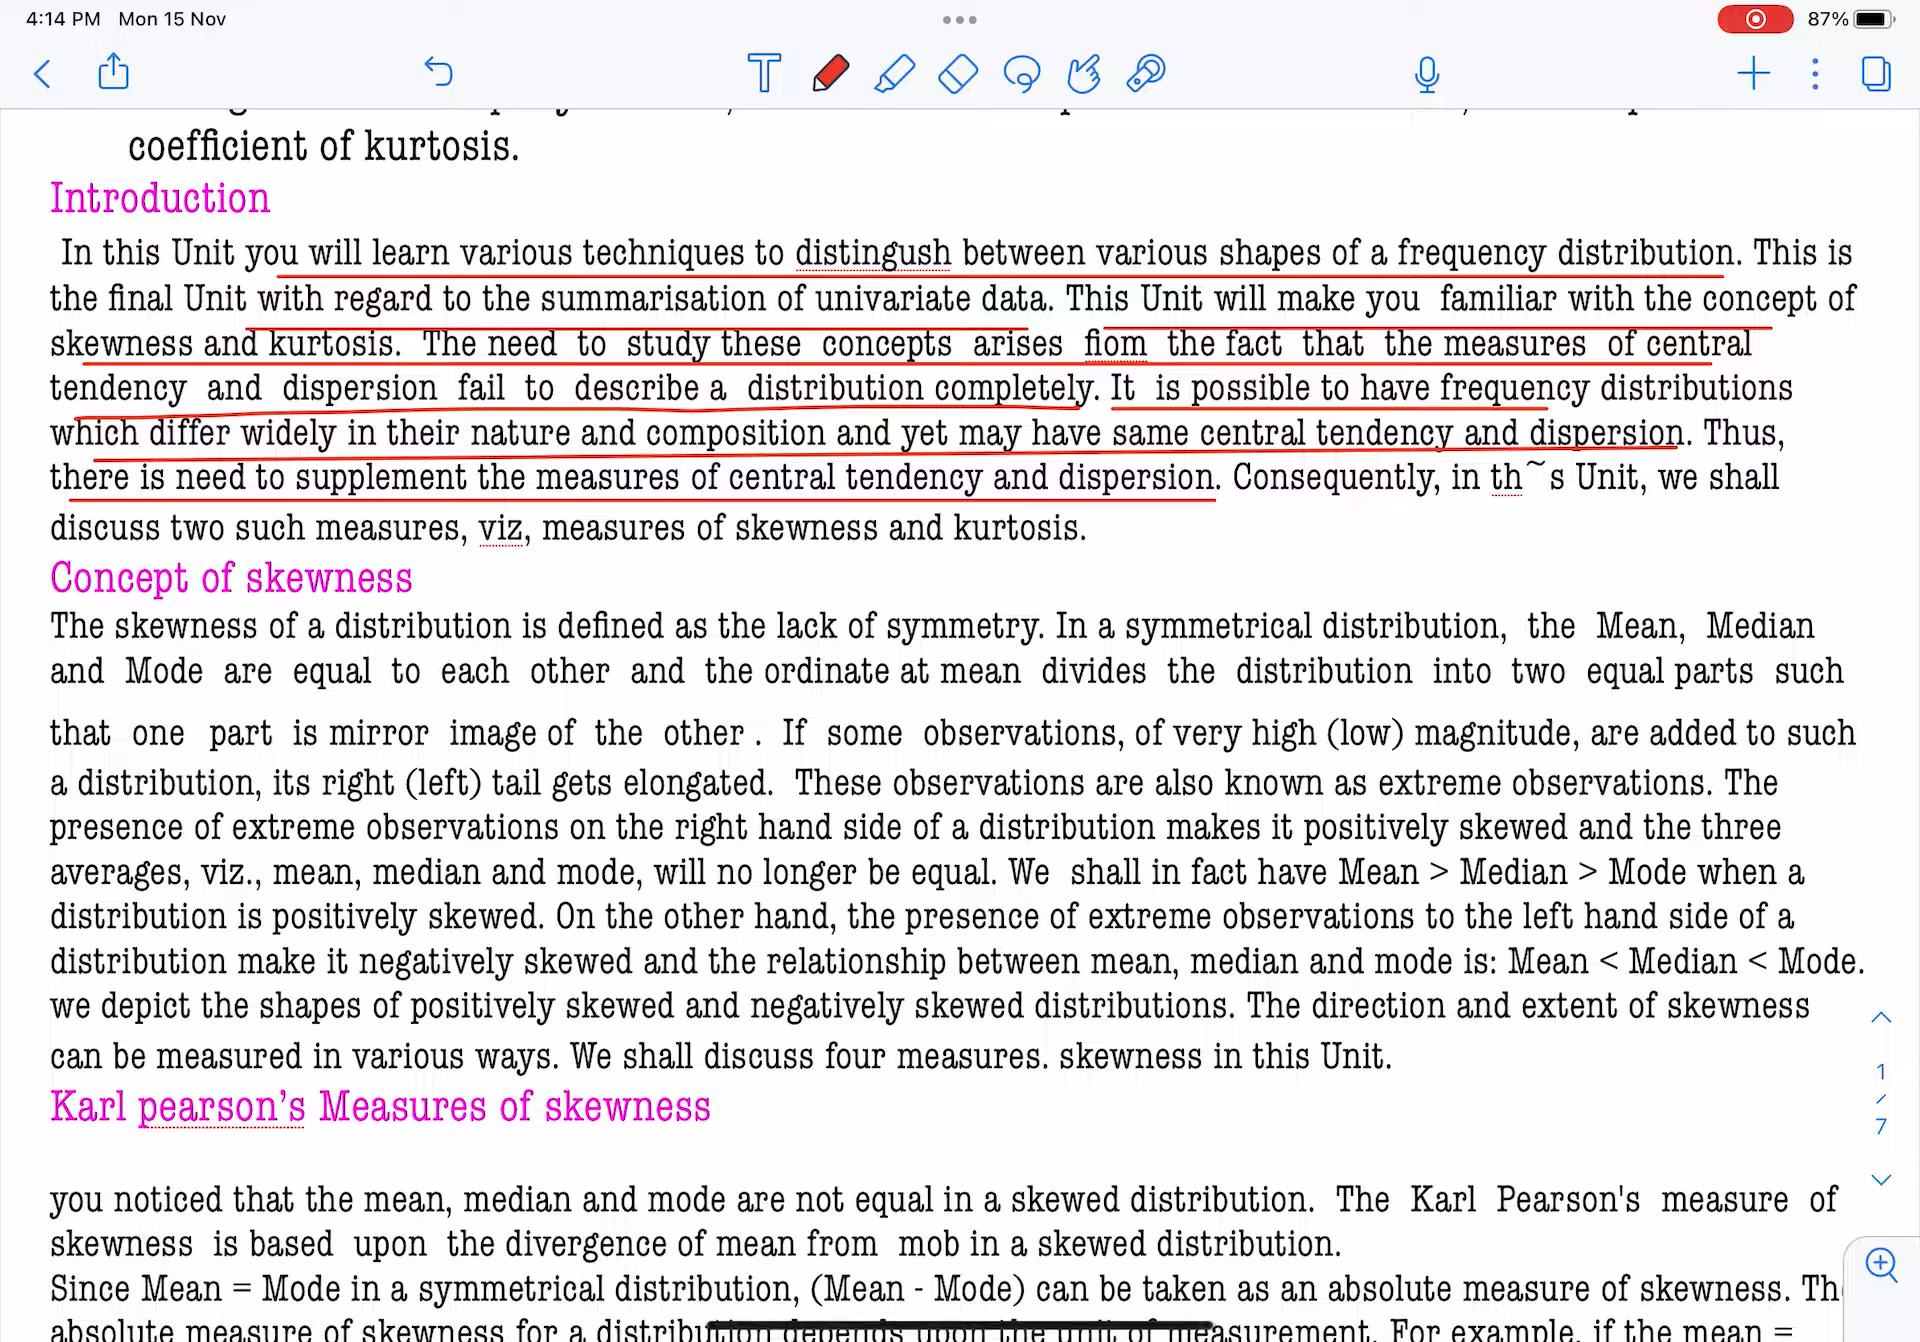 4:14 PM Mon 15 Nov
87%
coefficient of kurtosis.
Introduction
In this Unit you will learn various techniques to distingush between various shapes of a frequency distribution. This is
the final Unit with regard to the summarisation of univariate data. This Unit will make you familiar with the concept of
skewness and kurtosis. The need to study these concepts arises fiom the fact that the measures of central
tendency and dispersion fail to describe a distribution completely. It is possible to have frequency distributions
which differ widely in their nature and composition and yet may have same central tendency and dispersion. Thus,
there is need to supplement the measures of central tendency and dispersion. Consequently, in th~s Unit, we shall
discuss two such measures, viz, measures of skewness and kurtosis.
Concept of skewness
The skewness of a distribution is defined as the lack of symmetry. In a symmetrical distribution, the Mean, Median
and Mode are equal to each other and the ordinate at mean divides the distribution into two equal parts such
that one part is mirror image of the other . If some observations, of very high (low) magnitude, are added to such
a distribution, its right (left) tail gets elongated. These observations are also known as extreme observations. The
presence of extreme observations on the right hand side of a distribution makes it positively skewed and the three
averages, viz., mean, median and mode, will no longer be equal. We shall in fact have Mean > Median > Mode when a
distribution is positively skewed. On the other hand, the presence of extreme observations to the left hand side of a
distribution make it negatively skewed and the relationship between mean, median and mode is: Mean < Median < Mode.
we depict the shapes of positively skewed and negatively skewed distributions. The direction and extent of skewness
can be measured in various ways. We shall discuss four measures. skewness in this Unit.
Karl pearson's Measures of skewness
you noticed that the mean, median and mode are not equal in a skewed distribution. The Karl Pearson's measure of
skewness is based upon the divergence of mean from mob in a skewed distribution.
Since Mean = Mode in a symmetrical distribution, (Mean - Mode) can be taken as an absolute measure of skewness. Th
absolute measure of skewness for a distribution depends upon the unit of measurement. For example, if the mean =
1
/
7